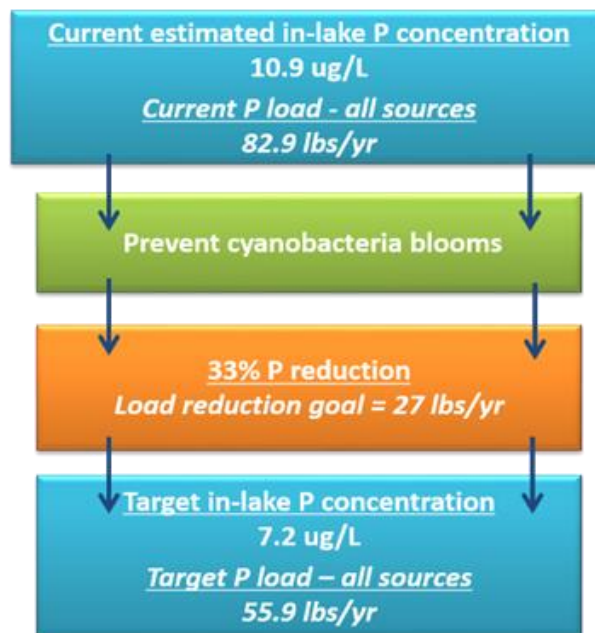 Current estimated in-lake P concentration
10.9 ug/L
Current P load - all sources
82.9 lbs/yr
Prevent cyanobacteria blooms
33% P reduction
Load reduction goal = 27 lbs/yr
Target in-lake P concentration
7.2 ug/L
Target P load – all sources
55.9 lbs/yr